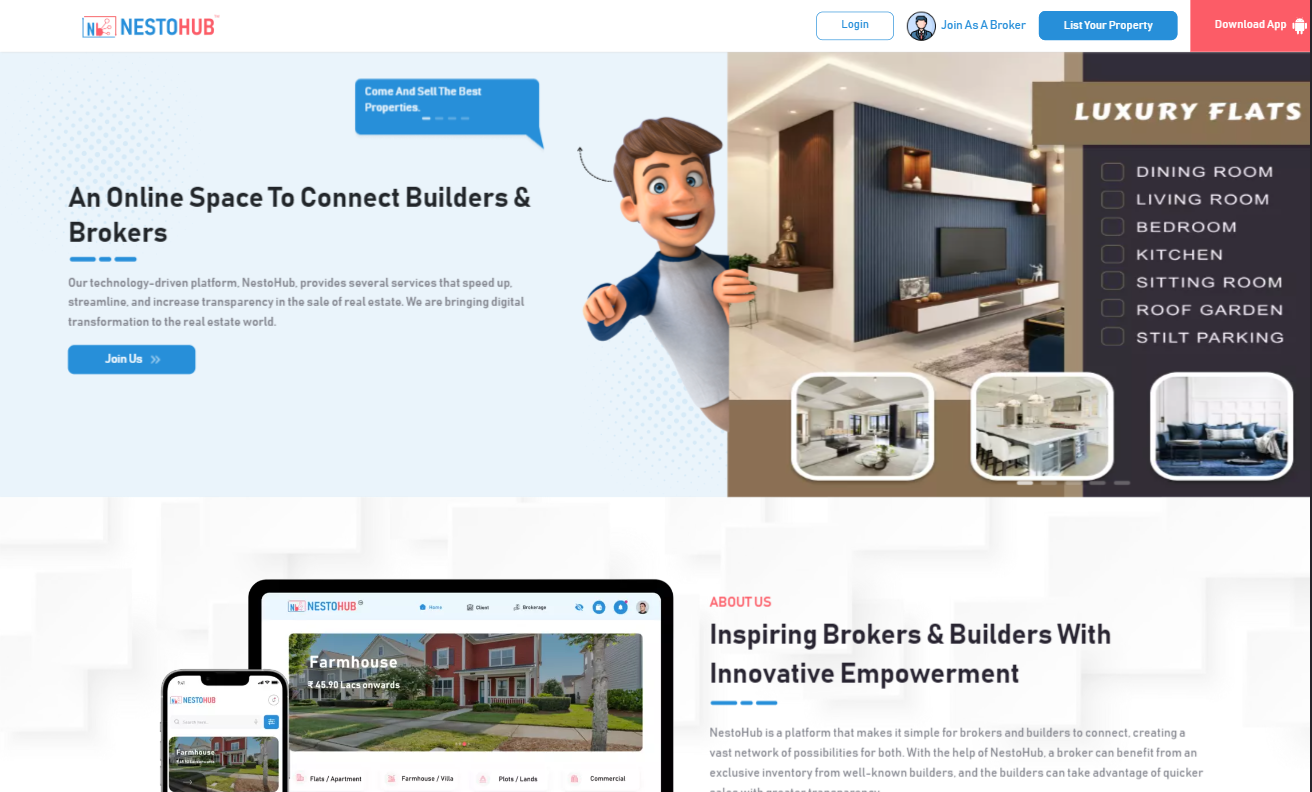 NESTOHUB™
Login
Join As A Broker
List Your Property
Download App
Come And Sell The Best
Properties.
An Online Space To Connect Builders &
Brokers
Our technology-driven platform, NestoHub, provides several services that speed up,
streamline, and increase transparency in the sale of real estate. We are bringing digital
transformation to the real estate world.
Join Us
LUXURY FLATS
DINING ROOM
LIVING ROOM
BEDROOM
KITCHEN
SITTING ROOM
ROOF GARDEN
STILT PARKING
NESTOHUB
Home
Client
Brokerage
Farmhouse
₹ 45.90 Lacs onwards
Flats / Apartment
Farmhouse / Villa
Plots / Lands
Commercial
9:41
NESTOHUB
Farmhouse
ABOUT US
Inspiring Brokers & Builders With
Innovative Empowerment
NestoHub is a platform that makes it simple for brokers and builders to connect, creating a
vast network of possibilities for both. With the help of NestoHub, a broker can benefit from an
exclusive inventory from well-known builders, and the builders can take advantage of quicker
sales with greater transparency.